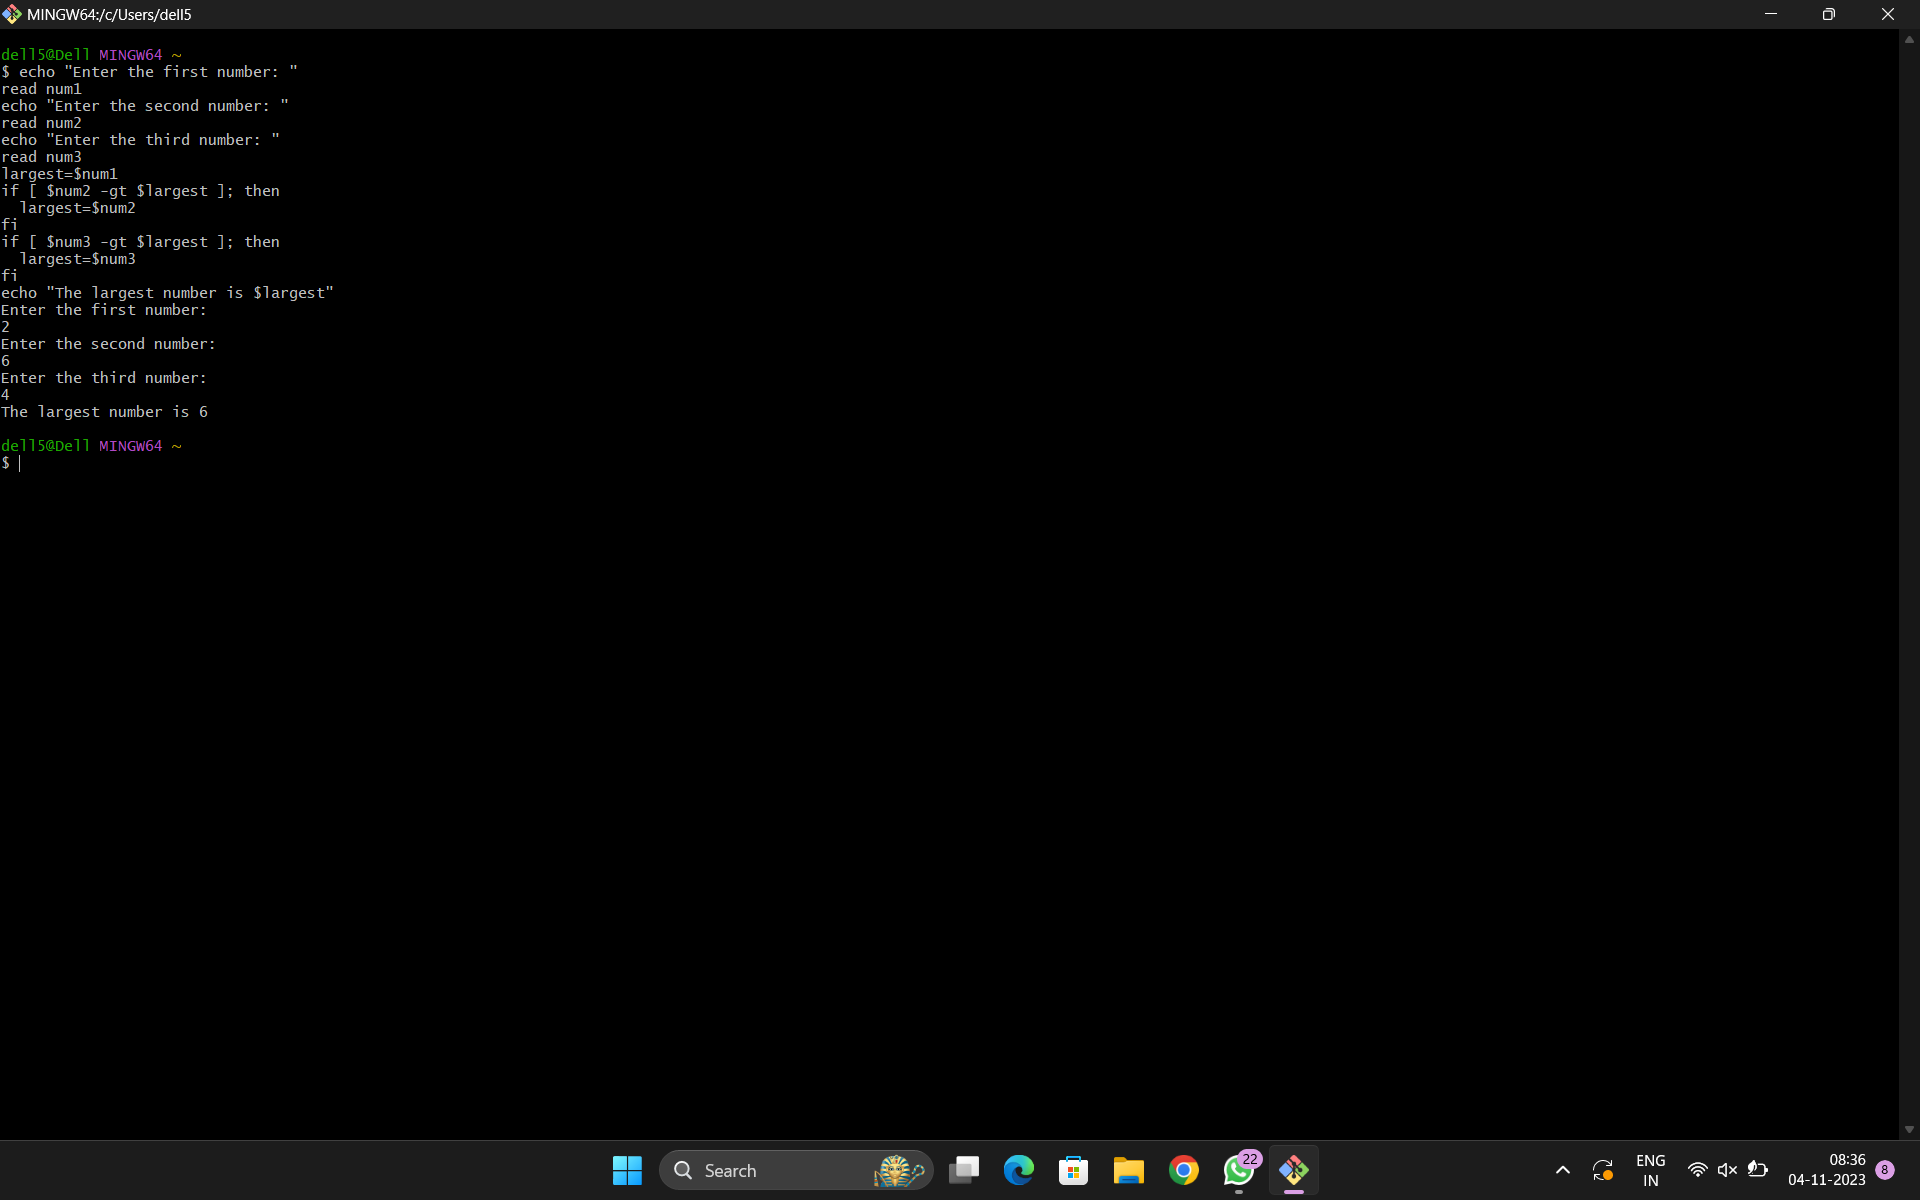 MINGW64:/c/Users/dell5
dell5@Dell MINGW64 ~
$ echo "Enter the first number: "
read num1
echo "Enter the second number: "
read num2
echo "Enter the third number: "
read num3
largest=$num1
if [ $num2 -gt $largest ]; then
  largest=$num2
fi
if [ $num3 -gt $largest ]; then
  largest=$num3
fi
echo "The largest number is $largest"
Enter the first number:
2
Enter the second number:
6
Enter the third number:
4
The largest number is 6
dell5@Dell MINGW64 ~
$
Search
22
ENG
IN
08:36
04-11-2023
8